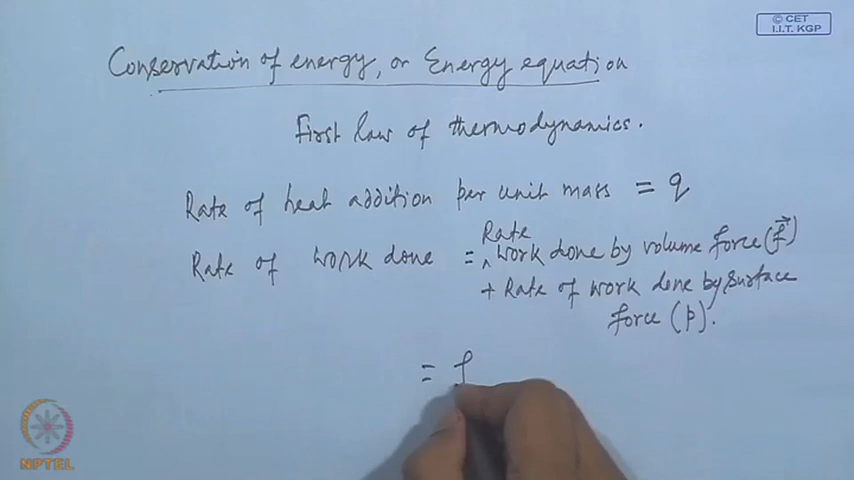 © CET
I.I.T. KGP
Conservation of energy, or Energy equation
First law of thermodynamics.
Rate of heat addition per unit mass = q
Rate of work done = Rate work done by volume force (f⃗)
+ Rate of work done by surface
force (p).
= f
NPTEL